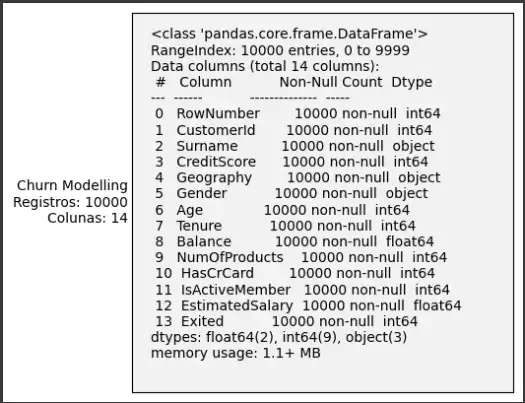 Churn Modelling
Registros: 10000
Colunas: 14
<class 'pandas.core.frame.DataFrame'>
RangeIndex: 10000 entries, 0 to 9999
Data columns (total 14 columns):
#   Column   Non-Null Count   Dtype
---   ------   --------------   -----
0   RowNumber   10000 non-null   int64
1   CustomerId   10000 non-null   int64
2   Surname   10000 non-null   object
3   CreditScore   10000 non-null   int64
4   Geography   10000 non-null   object
5   Gender   10000 non-null   object
6   Age   10000 non-null   int64
7   Tenure   10000 non-null   int64
8   Balance   10000 non-null   float64
9   NumOfProducts   10000 non-null   int64
10   HasCrCard   10000 non-null   int64
11   IsActiveMember   10000 non-null   int64
12   EstimatedSalary   10000 non-null   float64
13   Exited   10000 non-null   int64
dtypes: float64(2), int64(9), object(3)
memory usage: 1.1+ MB